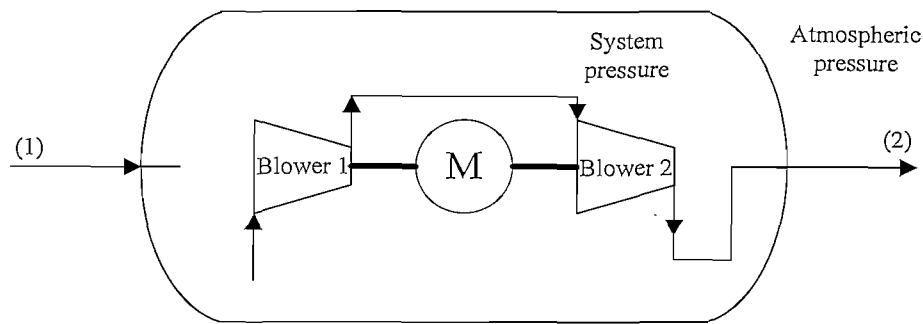 System
pressure
Atmospheric
pressure
(1)
(2)
Blower 1
M
Blower 2